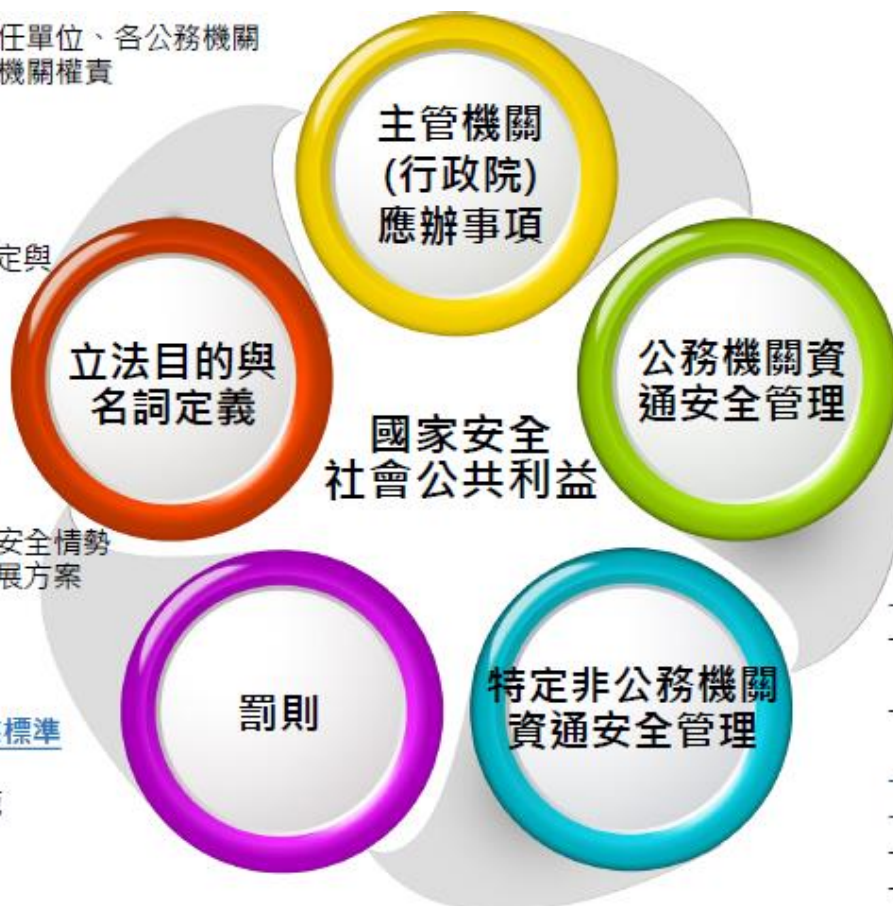 任單位、各公務機關
機關權責
主管機關
(行政院)
應辦事項
定與
立法目的與
名詞定義
公務機關資
通安全管理
國家安全
社會公共利益
安全情勢
展方案
罰則
特定非公務機關
資通安全管理
標準